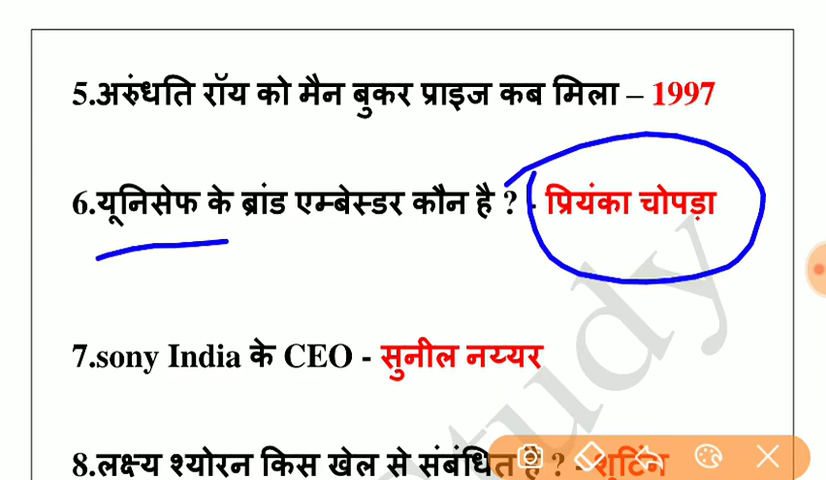 5.अरुंधति रॉय को मैन बुकर प्राइज कब मिला – 1997
6.यूनिसेफ के ब्रांड एम्बेस्डर कौन है ? - प्रियंका चोपड़ा
7.sony India के CEO - सुनील नय्यर
8.लक्ष्य श्योरन किस खेल से संबंधित है ? - शूटिंग
study